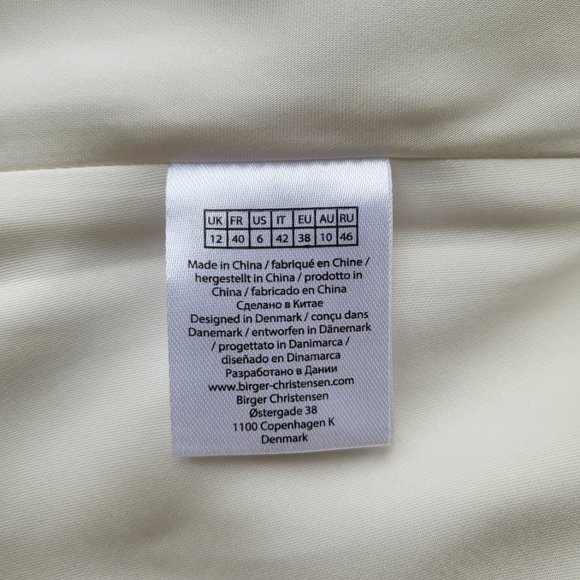 UK FR US IT EU AU RU
12 40 6 42 38 10 46
Made in China / fabriqué en Chine /
hergestellt in China / prodotto in
China / fabricado en China
Сделано в Китае
Designed in Denmark / conçu dans
Danemark / entworfen in Dänemark
/ progettato in Danimarca /
diseñado en Dinamarca
Разработано в Дании
www.birger-christensen.com
Birger Christensen
Østergade 38
1100 Copenhagen K
Denmark